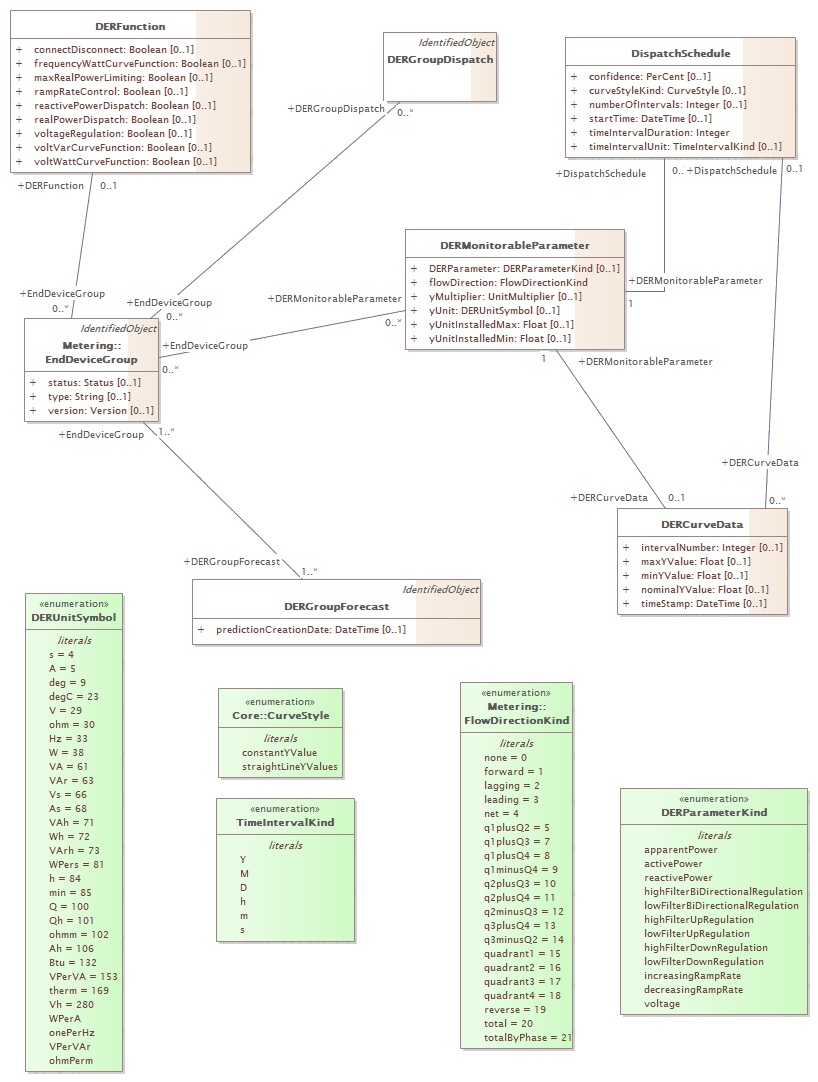 DERFunction
+ connectDisconnect: Boolean [0..1]
+ frequencyWattCurveFunction: Boolean [0..1]
+ maxRealPowerLimiting: Boolean [0..1]
+ rampRateControl: Boolean [0..1]
+ reactivePowerDispatch: Boolean [0..1]
+ realPowerDispatch: Boolean [0..1]
+ voltageRegulation: Boolean [0..1]
+ voltVarCurveFunction: Boolean [0..1]
+ voltWattCurveFunction: Boolean [0..1]
IdentifiedObject
DERGroupDispatch
DispatchSchedule
+ confidence: PerCent [0..1]
+ curveStyleKind: CurveStyle [0..1]
+ numberOfIntervals: Integer [0..1]
+ startTime: DateTime [0..1]
+ timeIntervalDuration: Integer
+ timeIntervalUnit: TimeIntervalKind [0..1]
+DERGroupDispatch
0..*
+DERFunction
0..1
+DispatchSchedule
0..
+DispatchSchedule
0..1
DERMonitorableParameter
+ DERParameter: DERParameterKind [0..1]
+ flowDirection: FlowDirectionKind
+ yMultiplier: UnitMultiplier [0..1]
+ yUnit: DERUnitSymbol [0..1]
+ yUnitInstalledMax: Float [0..1]
+ yUnitInstalledMin: Float [0..1]
+DERMonitorableParameter
1
+EndDeviceGroup
0..*
+EndDeviceGroup
0..*
+DERMonitorableParameter
0..*
IdentifiedObject
Metering::
EndDeviceGroup
+ status: Status [0..1]
+ type: String [0..1]
+ version: Version [0..1]
+EndDeviceGroup
0..*
1
+DERMonitorableParameter
+EndDeviceGroup
1..*
+DERCurveData
0..*
+DERCurveData
0..1
DERCurveData
+ intervalNumber: Integer [0..1]
+ maxYValue: Float [0..1]
+ minYValue: Float [0..1]
+ nominalYValue: Float [0..1]
+ timeStamp: DateTime [0..1]
+DERGroupForecast
1..*
IdentifiedObject
DERGroupForecast
+ predictionCreationDate: DateTime [0..1]
«enumeration»
DERUnitSymbol
literals
s = 4
A = 5
deg = 9
degC = 23
V = 29
ohm = 30
Hz = 33
W = 38
VA = 61
VAr = 63
Vs = 66
As = 68
VAh = 71
Wh = 72
VArh = 73
WPers = 81
h = 84
min = 85
Q = 100
Qh = 101
ohmm = 102
Ah = 106
Btu = 132
VPerVA = 153
therm = 169
Vh = 280
WPerA
onePerHz
VPerVAr
ohmPerm
«enumeration»
Core::CurveStyle
literals
constantYValue
straightLineYValues
«enumeration»
TimeIntervalKind
literals
Y
M
D
h
m
s
«enumeration»
Metering::
FlowDirectionKind
literals
none = 0
forward = 1
lagging = 2
leading = 3
net = 4
q1plusQ2 = 5
q1plusQ3 = 7
q1plusQ4 = 8
q1minusQ4 = 9
q2plusQ3 = 10
q2plusQ4 = 11
q2minusQ3 = 12
q3plusQ4 = 13
q3minusQ2 = 14
quadrant1 = 15
quadrant2 = 16
quadrant3 = 17
quadrant4 = 18
reverse = 19
total = 20
totalByPhase = 21
«enumeration»
DERParameterKind
literals
apparentPower
activePower
reactivePower
highFilterBiDirectionalRegulation
lowFilterBiDirectionalRegulation
highFilterUpRegulation
lowFilterUpRegulation
highFilterDownRegulation
lowFilterDownRegulation
increasingRampRate
decreasingRampRate
voltage